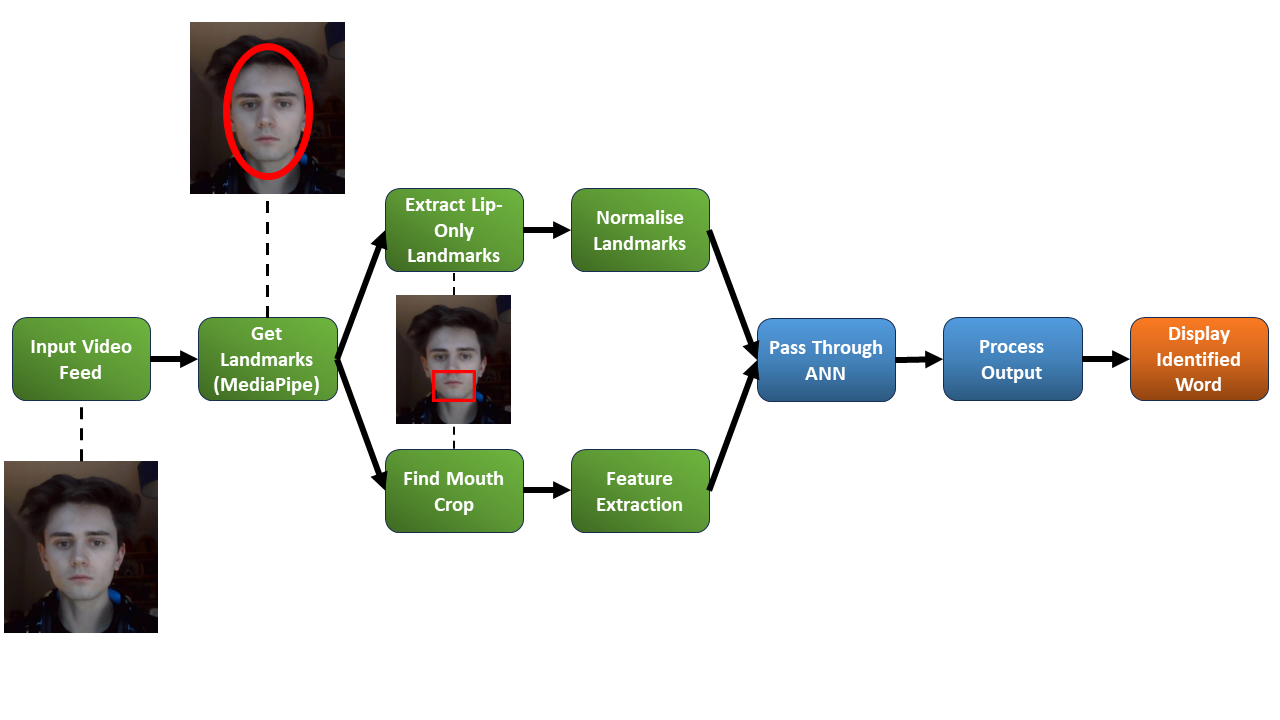 Input Video
Feed
Get
Landmarks
(MediaPipe)
Extract Lip-
Only
Landmarks
Normalise
Landmarks
Find Mouth
Crop
Feature
Extraction
Pass Through
ANN
Process
Output
Display
Identified
Word